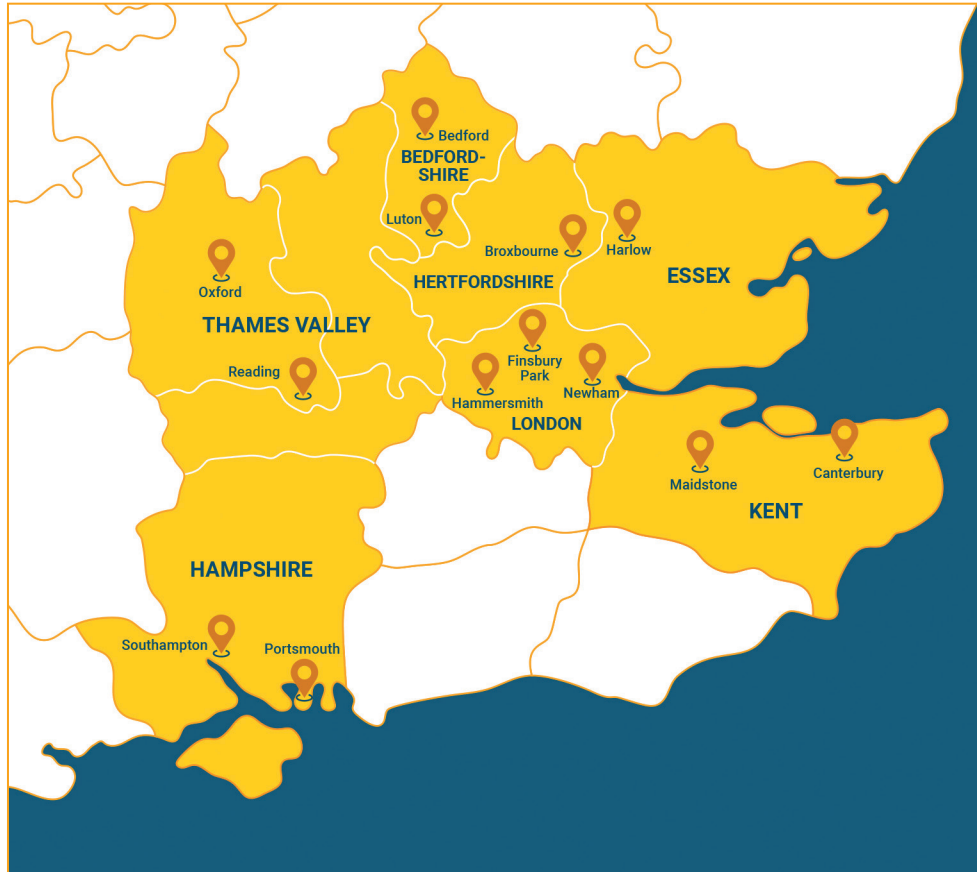 Bedford
BEDFORD-
SHIRE
Luton
Broxbourne
Harlow
Oxford
HERTFORDSHIRE
ESSEX
THAMES VALLEY
Finsbury
Park
Reading
Hammersmith
Newham
LONDON
Maidstone
Canterbury
KENT
HAMPSHIRE
Southampton
Portsmouth